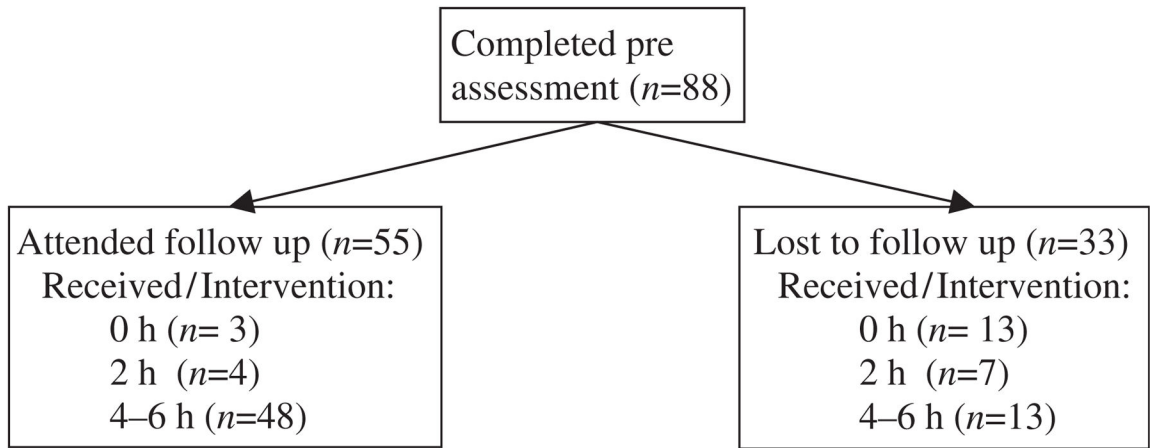 Completed pre
assessment (n=88)
Attended follow up (n=55)
Received/Intervention:
0 h (n= 3)
2 h (n=4)
4–6 h (n=48)
Lost to follow up (n=33)
Received/Intervention:
0 h (n= 13)
2 h (n=7)
4–6 h (n=13)